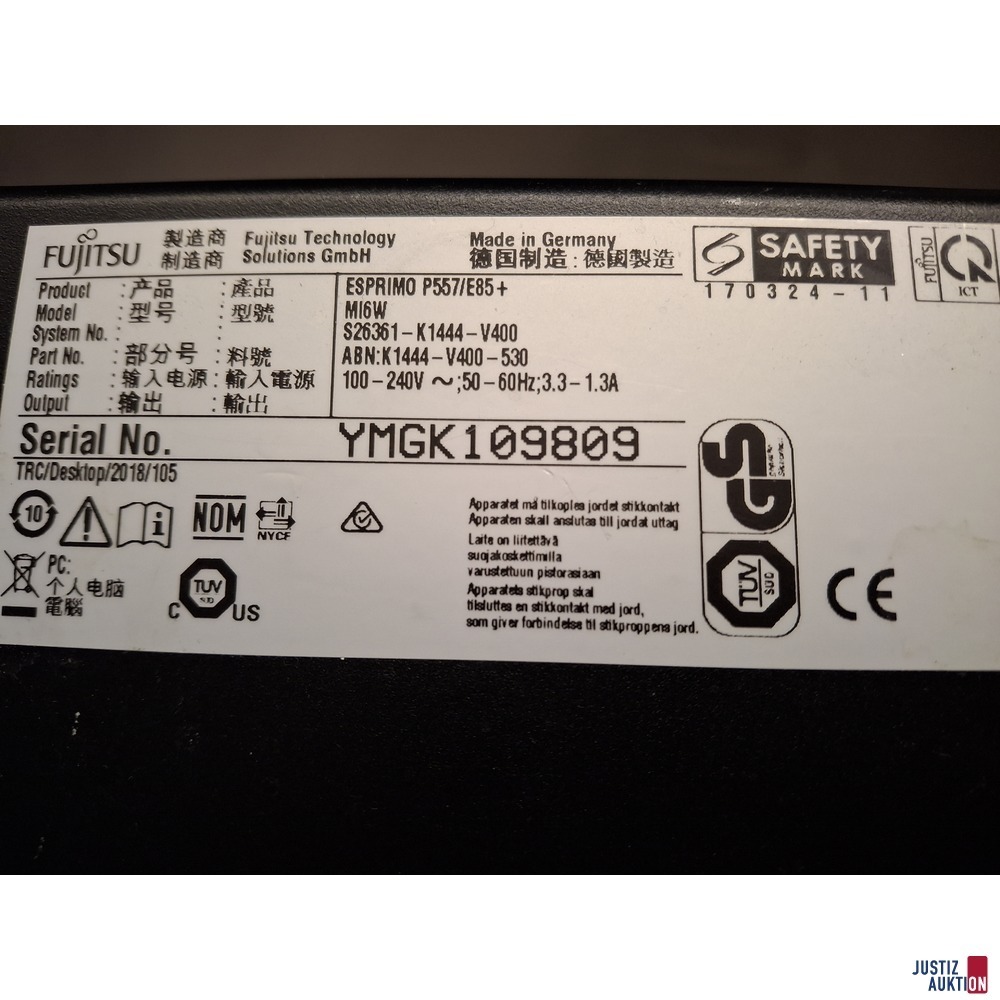 FUJITSU 製造商 Fujitsu Technology Made in Germany
制造商 Solutions GmbH 德国制造：德國製造
SAFETY
MARK
170324-11
FUJITSU
ICT
Product :产品 :產品 ESPRIMO P557/E85+
Model :型号 :型號 MI6W
System No. : : S26361-K1444-V400
Part No. :部分号 :料號 ABN:K1444-V400-530
Ratings :输入电源 :輸入電源 100-240V ～;50-60Hz;3.3-1.3A
Output :输出 :輸出
Serial No. YMGK109809
TRC/Desktop/2018/105
10
NOM
NYCE
Apparatet må tilkoples jordet stikkontakt
Apparaten skall anslutas till jordat uttag
Laite on liitettävä
suojakoskettimilla
varustettuun pistorasiaan
Apparatets stikprop skal
tilsluttes en stikkontakt med jord,
som giver forbindelse til stikproppens jord.
PC:
个人电脑
電腦
C TÜV SÜD US
GS
TÜV
SÜD
CE
JUSTIZ
AUKTION